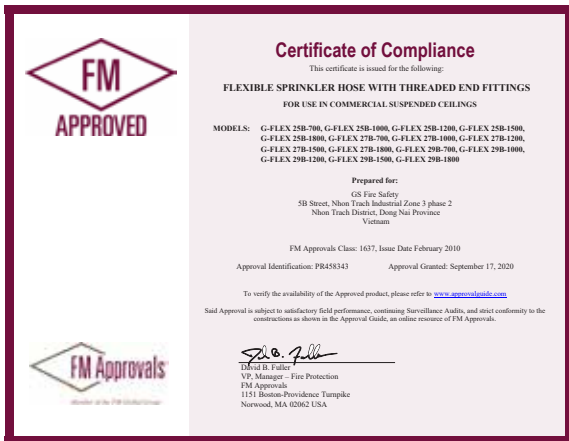 FM
APPROVED
Certificate of Compliance
This certificate is issued for the following:
FLEXIBLE SPRINKLER HOSE WITH THREADED END FITTINGS
FOR USE IN COMMERCIAL SUSPENDED CEILINGS
MODELS: G-FLEX 25B-700, G-FLEX 25B-1000, G-FLEX 25B-1200, G-FLEX 25B-1500,
G-FLEX 25B-1800, G-FLEX 27B-700, G-FLEX 27B-1000, G-FLEX 27B-1200,
G-FLEX 27B-1500, G-FLEX 27B-1800, G-FLEX 29B-700, G-FLEX 29B-1000,
G-FLEX 29B-1200, G-FLEX 29B-1500, G-FLEX 29B-1800
Prepared for:
GS Fire Safety
5B Street, Nhon Trach Industrial Zone 3 phase 2
Nhon Trach District, Dong Nai Province
Vietnam
FM Approvals Class: 1637, Issue Date February 2010
Approval Identification: PR458343 Approval Granted: September 17, 2020
To verify the availability of the Approved product, please refer to www.approvalguide.com
Said Approval is subject to satisfactory field performance, continuing Surveillance Audits, and strict conformity to the
constructions as shown in the Approval Guide, an online resource of FM Approvals.
David B. Fuller
VP, Manager – Fire Protection
FM Approvals
1151 Boston-Providence Turnpike
Norwood, MA 02062 USA
FM Approvals
Member of the FM Global Group